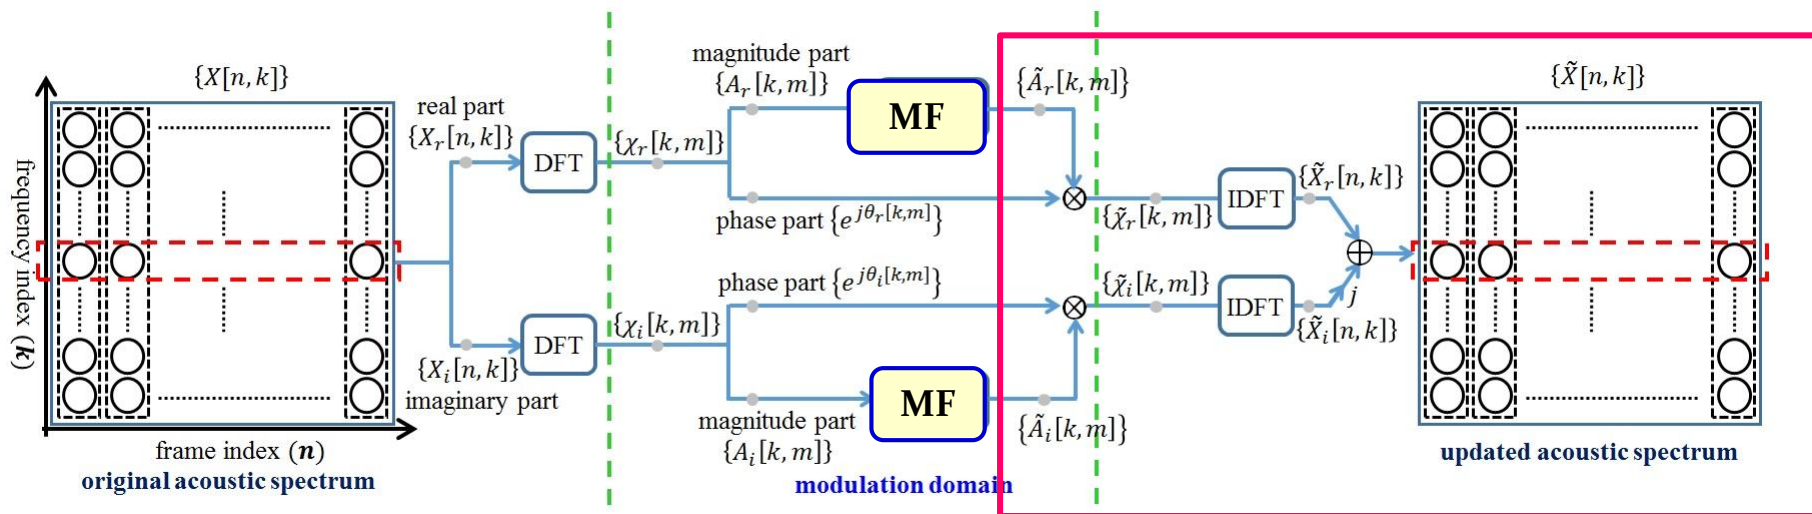 {X[n, k]}
frequency index (k)
frame index (n)
original acoustic spectrum
real part
{X_r[n, k]}
DFT
{χ_r[k, m]}
magnitude part
{A_r[k, m]}
MF
{Ã_r[k, m]}
phase part {e^{jθ_r[k,m]}}
{χ̃_r[k, m]}
IDFT
{X̃_r[n, k]}
{X_i[n, k]}
imaginary part
DFT
{χ_i[k, m]}
phase part {e^{jθ_i[k,m]}}
magnitude part
{A_i[k, m]}
MF
{Ã_i[k, m]}
{χ̃_i[k, m]}
IDFT
j
{X̃_i[n, k]}
modulation domain
{X̃[n, k]}
updated acoustic spectrum